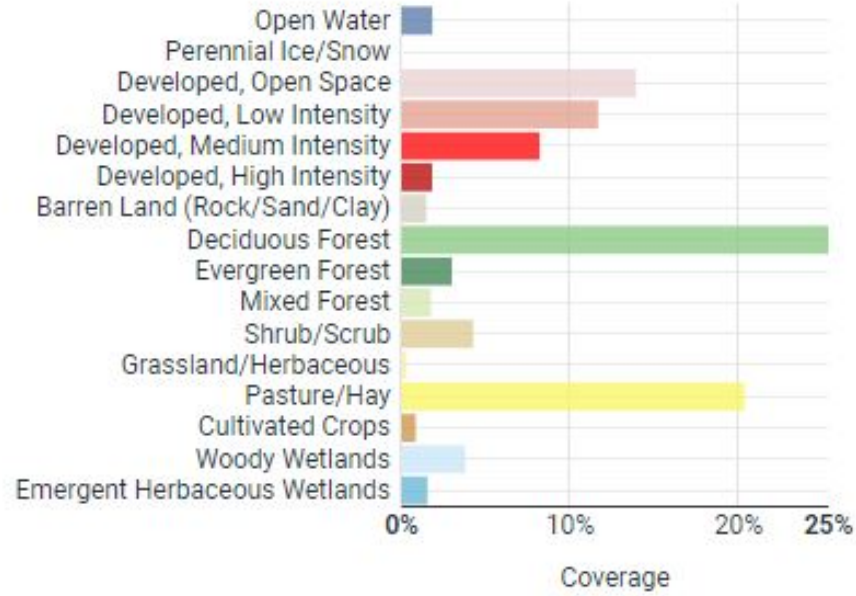 Open Water
Perennial Ice/Snow
Developed, Open Space
Developed, Low Intensity
Developed, Medium Intensity
Developed, High Intensity
Barren Land (Rock/Sand/Clay)
Deciduous Forest
Evergreen Forest
Mixed Forest
Shrub/Scrub
Grassland/Herbaceous
Pasture/Hay
Cultivated Crops
Woody Wetlands
Emergent Herbaceous Wetlands
0% 10% 20% 25%
Coverage